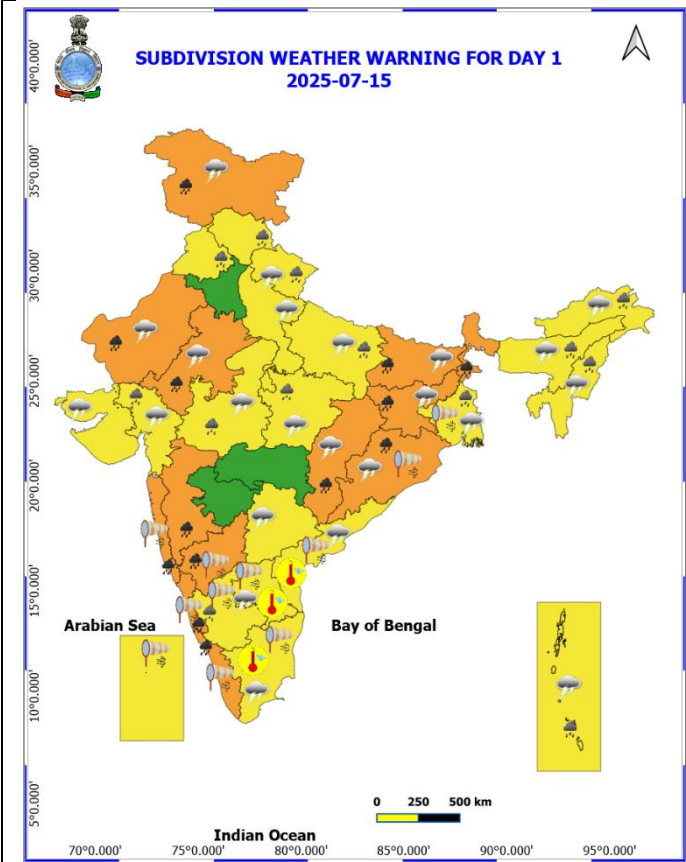 SUBDIVISION WEATHER WARNING FOR DAY 1
2025-07-15
40°0.000'
35°0.000'
30°0.000'
25°0.000'
20°0.000'
15°0.000'
10°0.000'
5°0.000'
Arabian Sea
Bay of Bengal
0 250 500 km
Indian Ocean
70°0.000' 75°0.000' 80°0.000' 85°0.000' 90°0.000' 95°0.000'